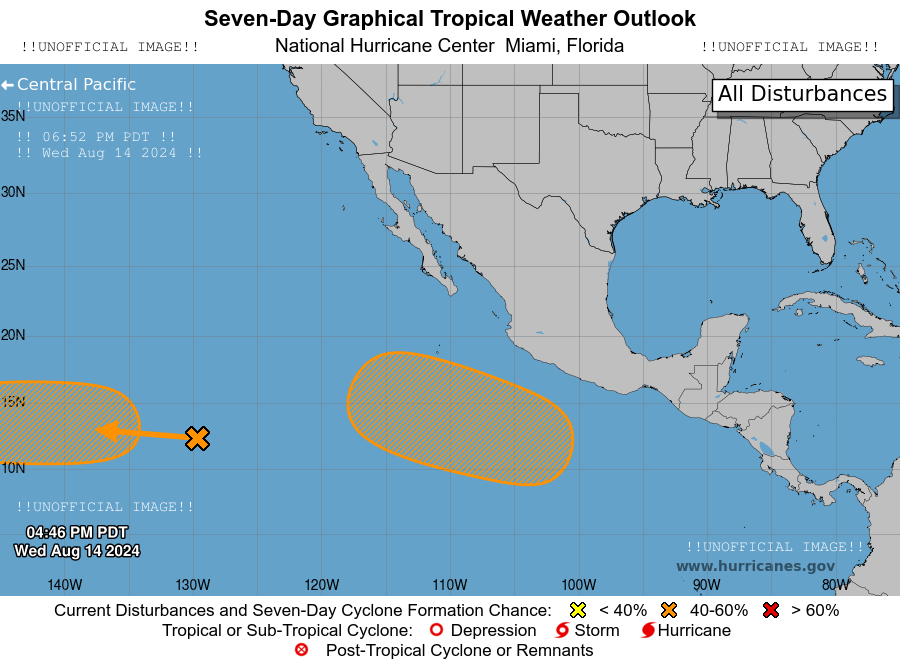 Seven-Day Graphical Tropical Weather Outlook
!!UNOFFICIAL IMAGE!! National Hurricane Center Miami, Florida !!UNOFFICIAL IMAGE!!
Central Pacific
All Disturbances
!!UNOFFICIAL IMAGE!!
35N
!! 06:52 PM PDT !!
!! Wed Aug 14 2024 !!
30N
25N
20N
15N
10N
!!UNOFFICIAL IMAGE!!
04:46 PM PDT
Wed Aug 14 2024
!!UNOFFICIAL IMAGE!!
www.hurricanes.gov
140W 130W 120W 110W 100W 90W 80W
Current Disturbances and Seven-Day Cyclone Formation Chance: < 40% 40-60% > 60%
Tropical or Sub-Tropical Cyclone: Depression Storm Hurricane
Post-Tropical Cyclone or Remnants